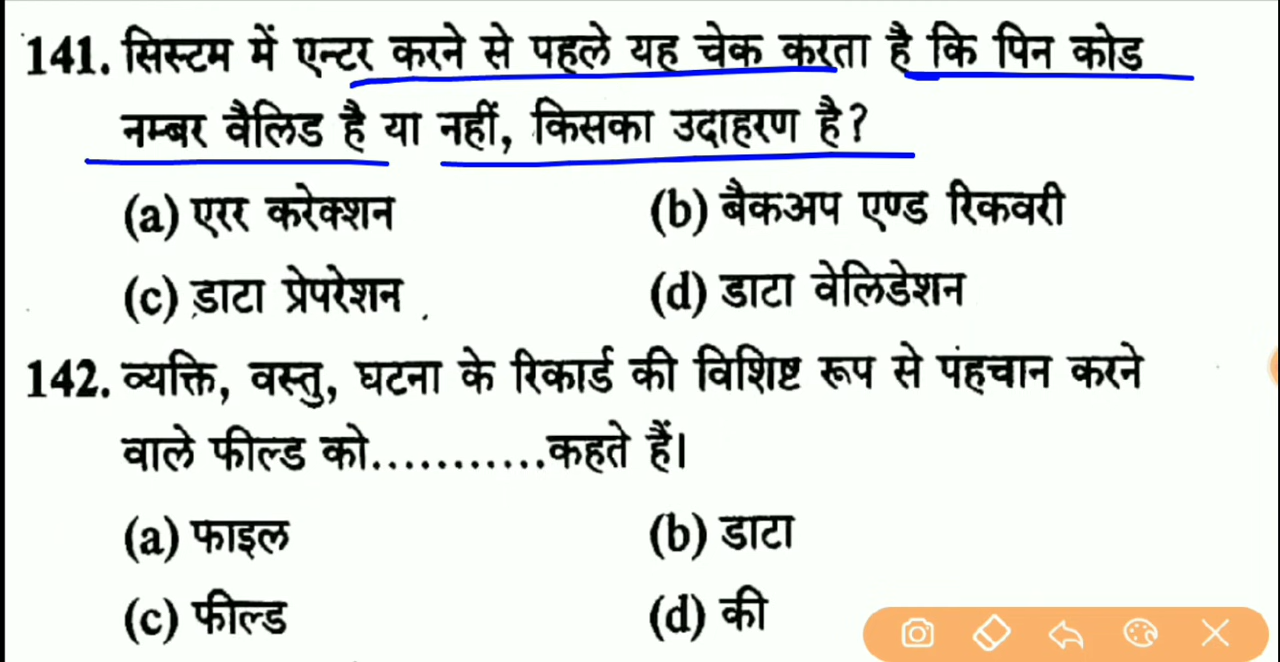 141. सिस्टम में एन्टर करने से पहले यह चेक करता है कि पिन कोड
नम्बर वैलिड है या नहीं, किसका उदाहरण है?
(a) एरर करेक्शन (b) बैकअप एण्ड रिकवरी
(c) डाटा प्रेपरेशन (d) डाटा वेलिडेशन
142. व्यक्ति, वस्तु, घटना के रिकार्ड की विशिष्ट रूप से पंहचान करने
वाले फील्ड को............कहते हैं।
(a) फाइल (b) डाटा
(c) फील्ड (d) की